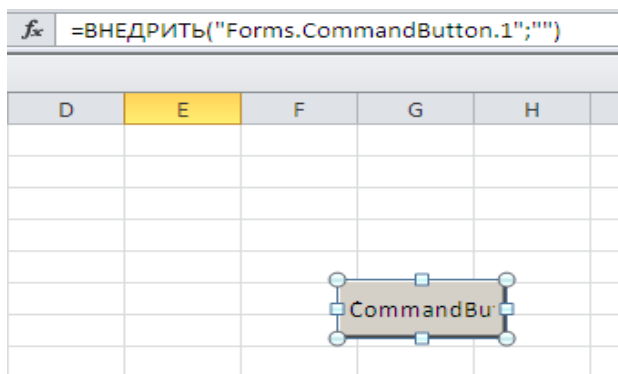 fx =ВНЕДРИТЬ("Forms.CommandButton.1";"")
D E F G H
CommandBu